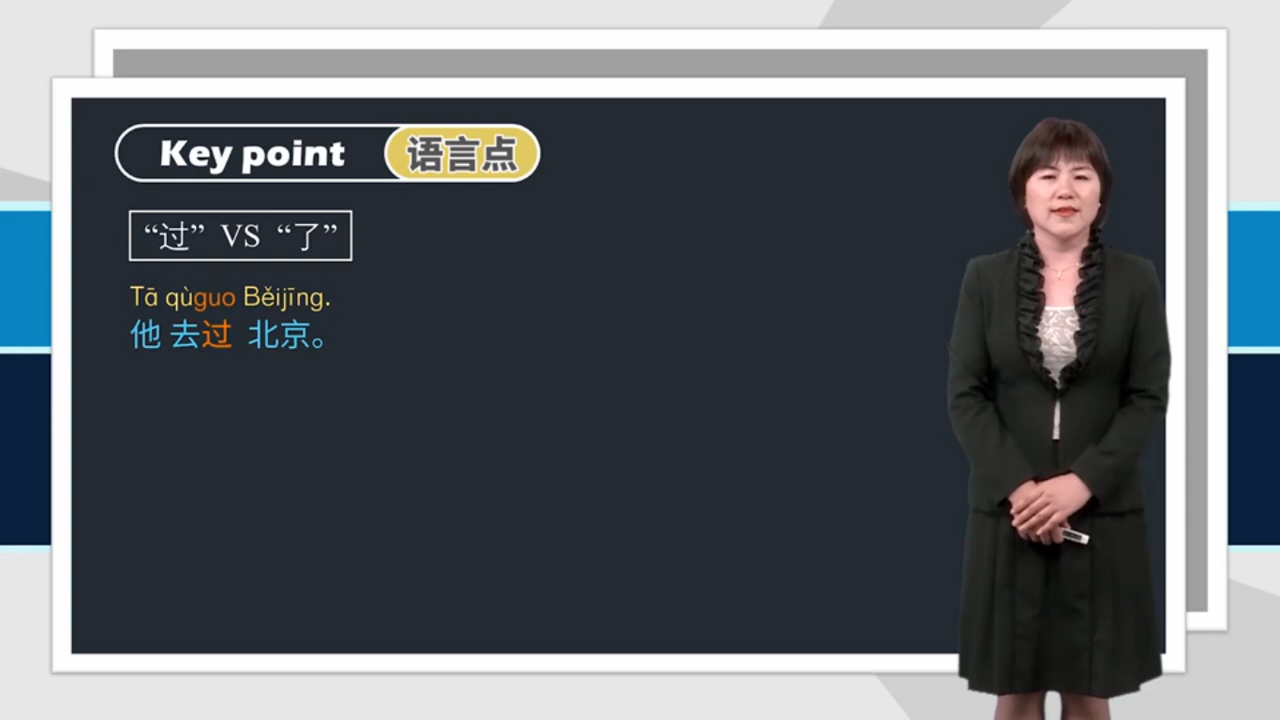 Key point 语言点
“过” VS “了”
Tā qùguo Běijīng.
他 去过 北京。